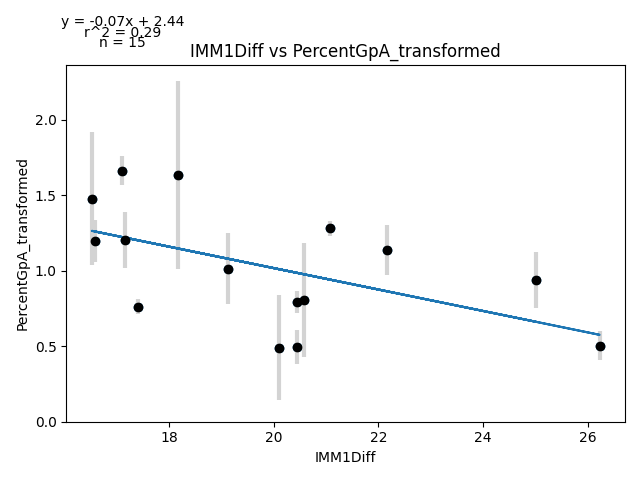 y = -0.07x + 2.44
r^2 = 0.29
n = 15
IMM1Diff vs PercentGpA_transformed
PercentGpA_transformed
2.0
1.5
1.0
0.5
0.0
18 20 22 24 26
IMM1Diff